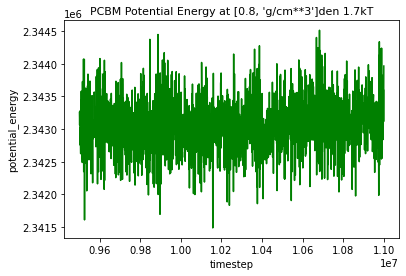 PCBM Potential Energy at [0.8, 'g/cm**3']den 1.7kT
1e6
2.3445
2.3440
2.3435
2.3430
2.3425
2.3420
2.3415
potential_energy
0.96 0.98 1.00 1.02 1.04 1.06 1.08 1.10
timestep
1e7